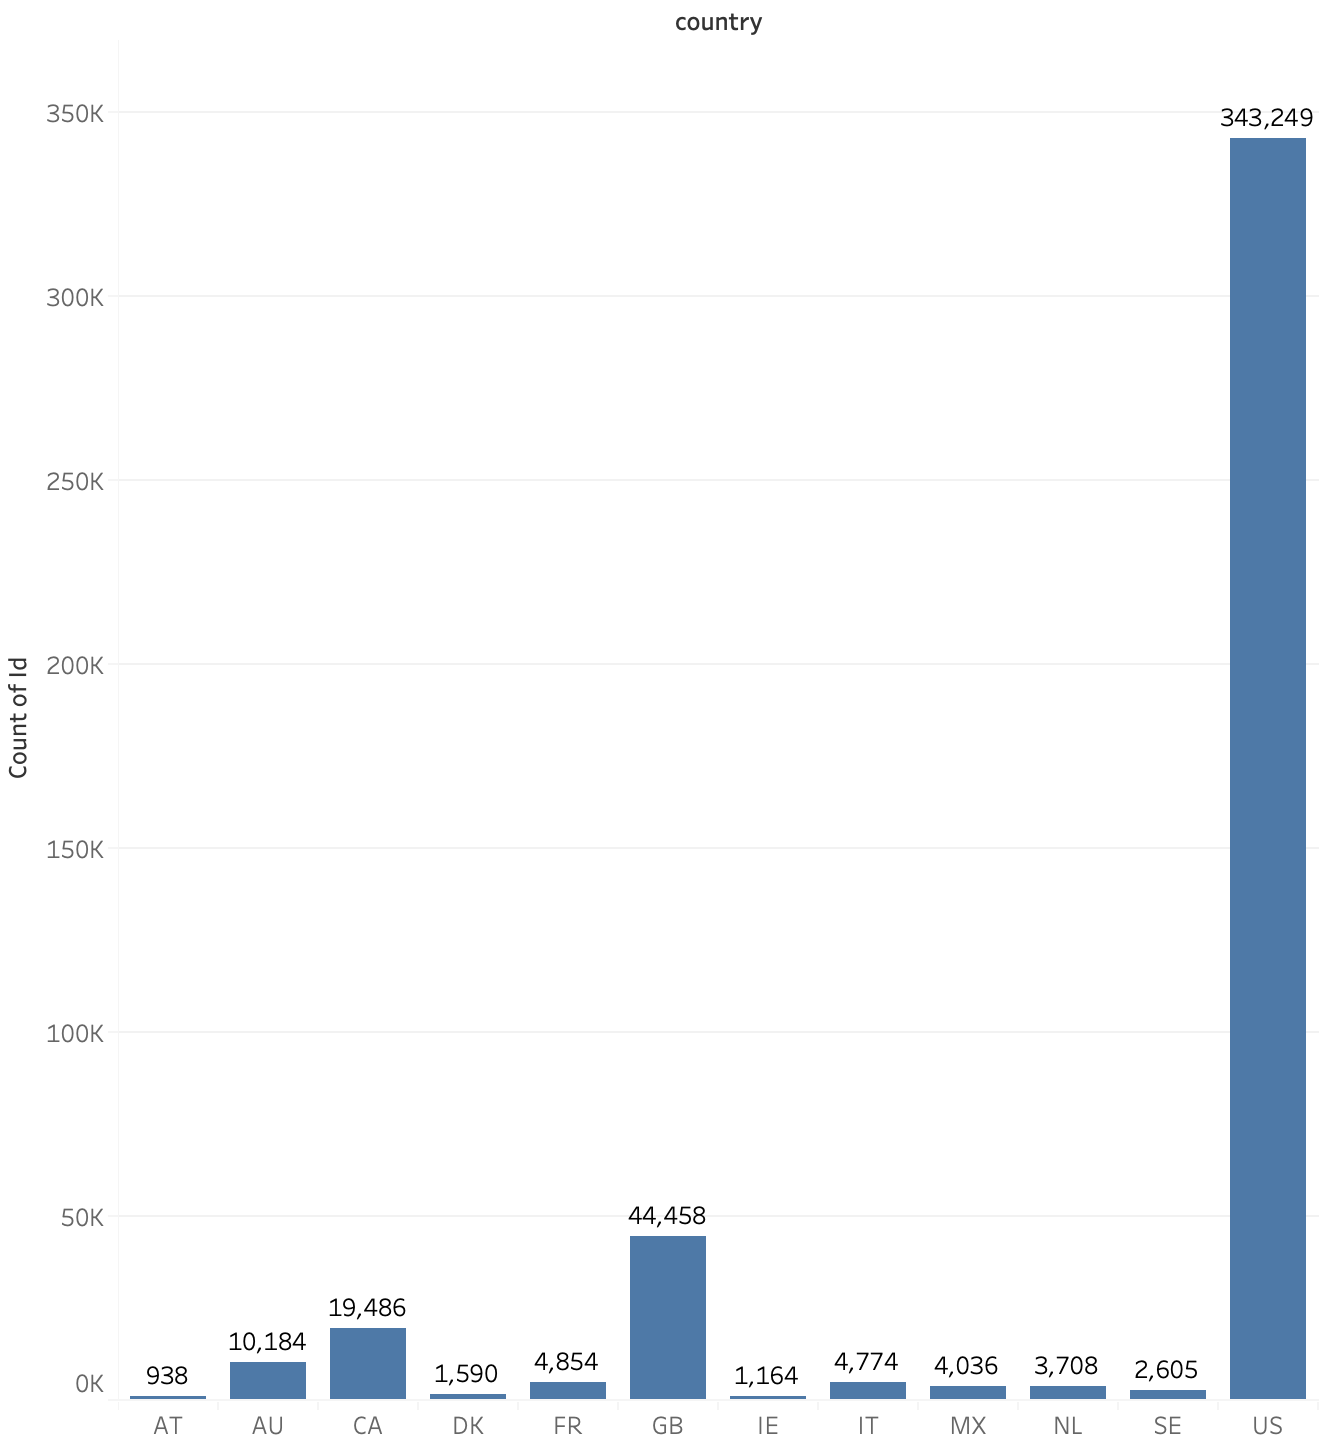 country
350K
343,249
300K
250K
200K
Count of Id
150K
100K
50K
44,458
19,486
10,184
938
1,590
4,854
1,164
4,774
4,036
3,708
2,605
0K
AT AU CA DK FR GB IE IT MX NL SE US